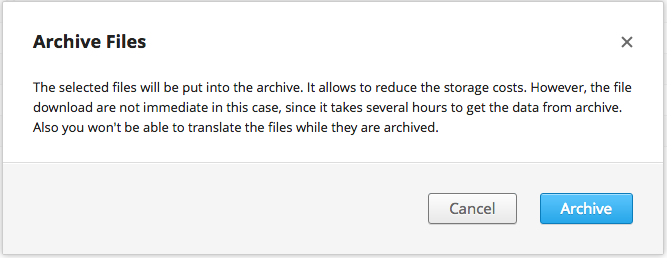 Archive Files
The selected files will be put into the archive. It allows to reduce the storage costs. However, the file
download are not immediate in this case, since it takes several hours to get the data from archive.
Also you won't be able to translate the files while they are archived.
Cancel Archive